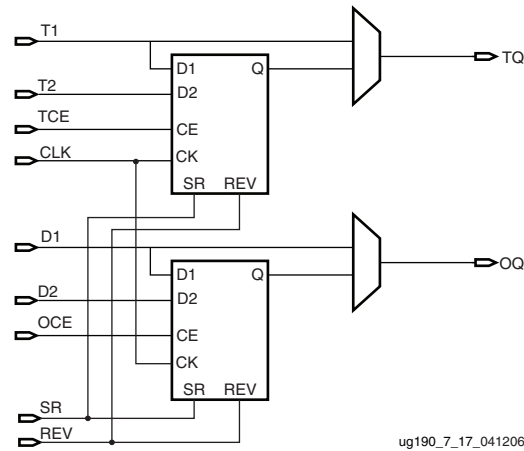 T1
TQ
D1 Q
T2
D2
TCE
CE
CLK
CK
SR REV
D1
OQ
D1 Q
D2
D2
OCE
CE
CK
SR REV
SR
REV
ug190_7_17_041206